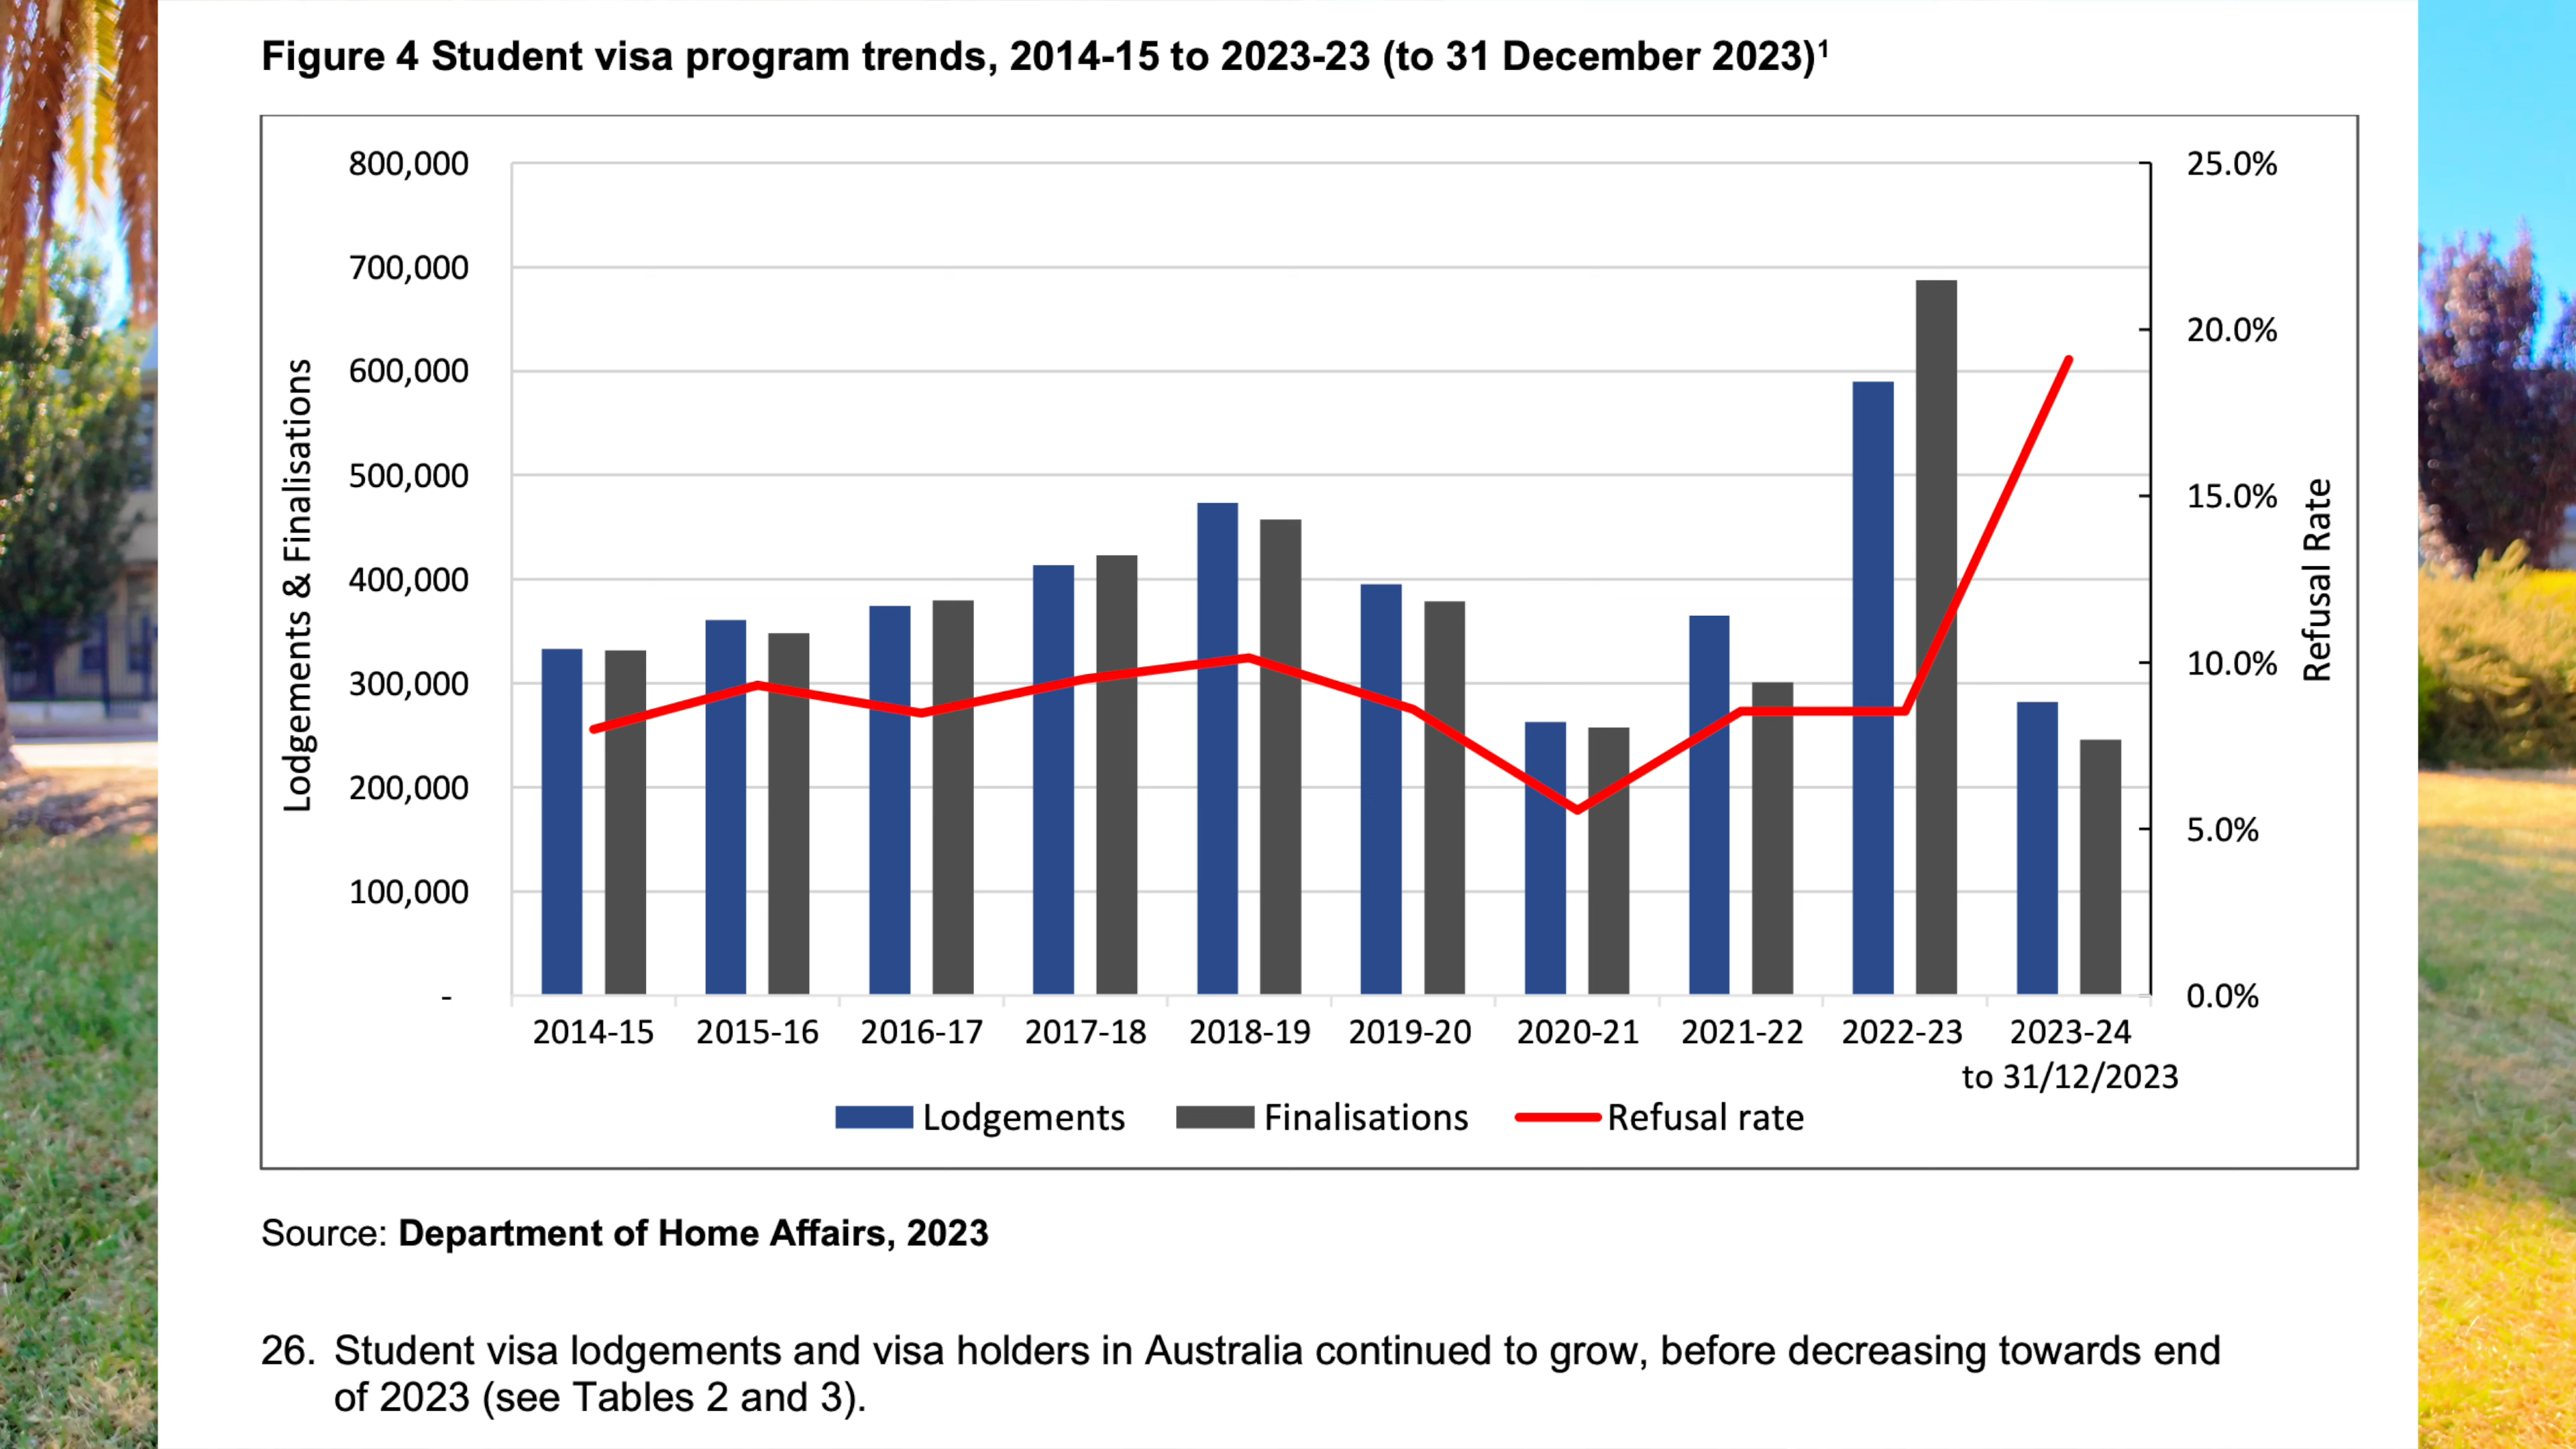 Figure 4 Student visa program trends, 2014-15 to 2023-23 (to 31 December 2023)¹
800,000
700,000
600,000
500,000
400,000
300,000
200,000
100,000
-
Lodgements & Finalisations
25.0%
20.0%
15.0%
10.0%
5.0%
0.0%
Refusal Rate
2014-15 2015-16 2016-17 2017-18 2018-19 2019-20 2020-21 2021-22 2022-23 2023-24
to 31/12/2023
Lodgements Finalisations Refusal rate
Source: Department of Home Affairs, 2023
26. Student visa lodgements and visa holders in Australia continued to grow, before decreasing towards end
of 2023 (see Tables 2 and 3).